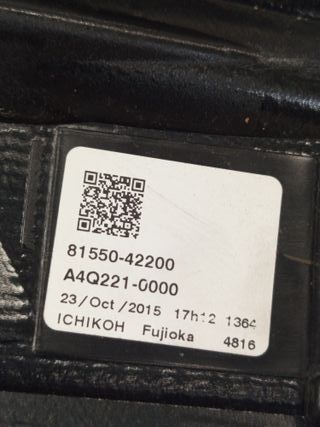 81550-42200
A4Q221-0000
23/Oct/2015 17h12 1364
ICHIKOH Fujioka 4816